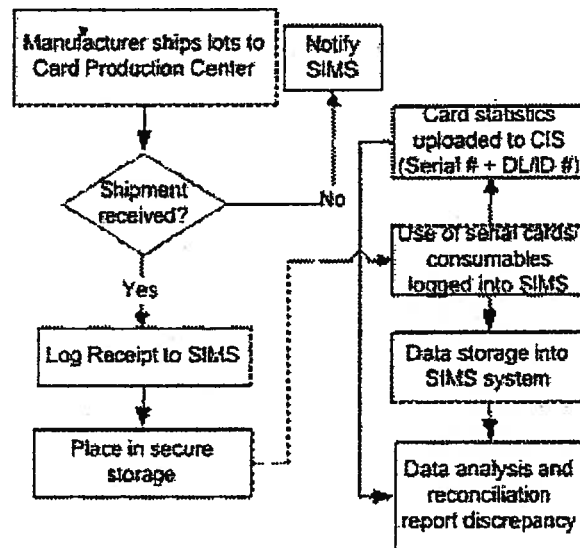 Manufacturer ships lots to
Card Production Center
Notify
SIMS
Shipment
received?
No
Yes
Log Receipt to SIMS
Place in secure
storage
Card statistics
uploaded to CIS
(Serial # + DL/ID #)
Use of serial cards/
consumables
logged into SIMS
Data storage into
SIMS system
Data analysis and
reconciliation
report discrepancy